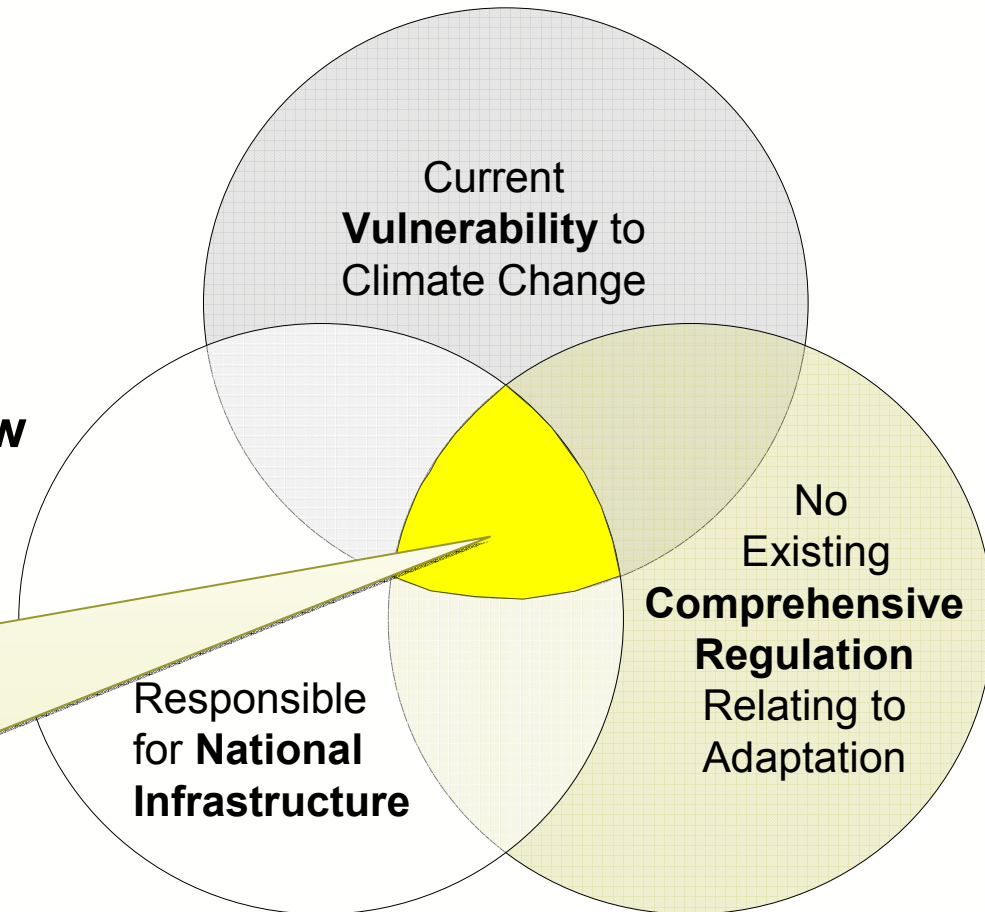 Current
Vulnerability to
Climate Change
No
Existing
Comprehensive
Regulation
Relating to
Adaptation
Responsible
for National
Infrastructure